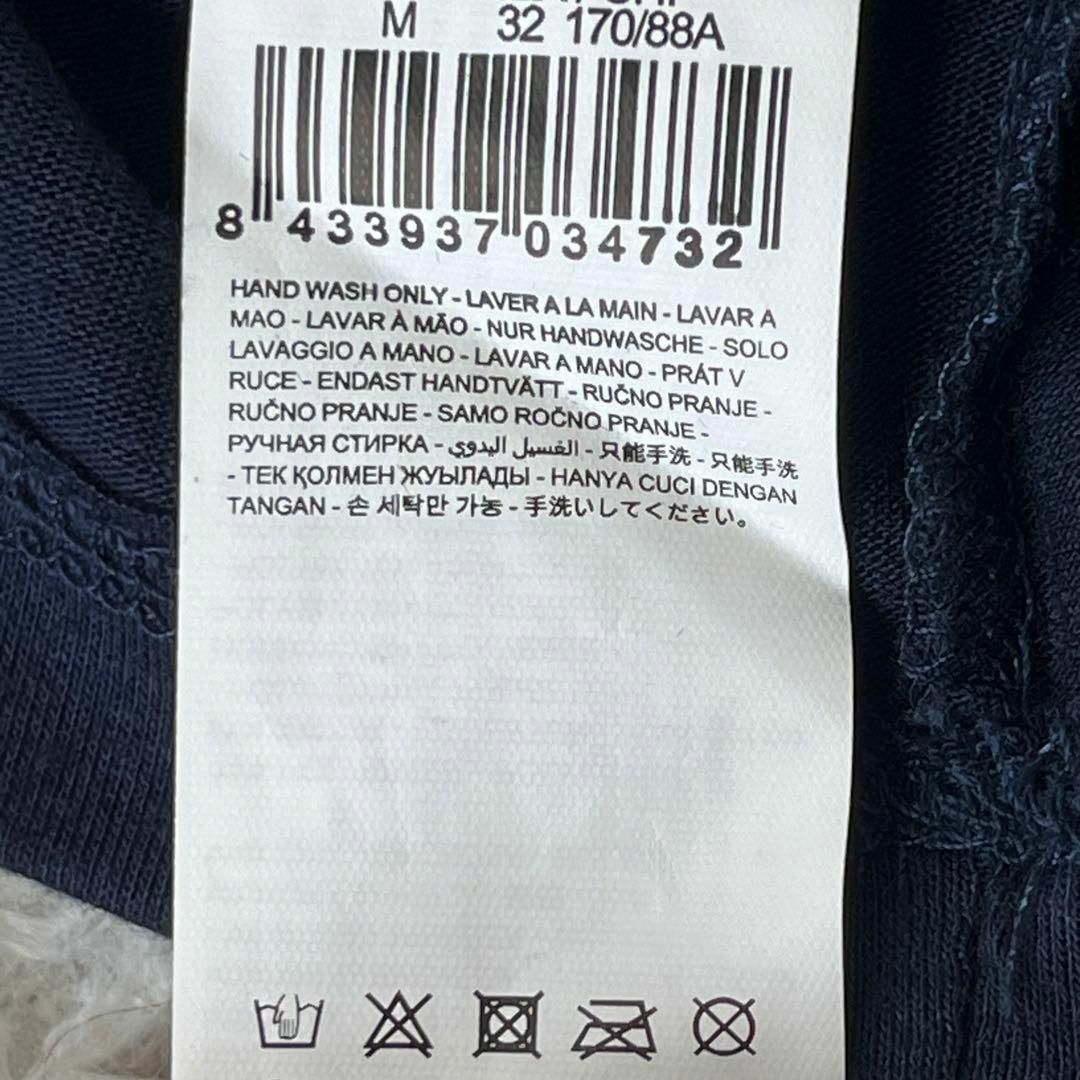 M 32 170/88A
8 433937 034732
HAND WASH ONLY - LAVER A LA MAIN - LAVAR A
MAO - LAVAR À MÃO - NUR HANDWASCHE - SOLO
LAVAGGIO A MANO - LAVAR A MANO - PRÁT V
RUCE - ENDAST HANDTVÄTT - RUČNO PRANJE -
RUČNO PRANJE - SAMO ROČNO PRANJE -
РУЧНАЯ СТИРКА - الغسيل اليدوي - 只能手洗 - 只能手洗
- ТЕК ҚОЛМЕН ЖУЫЛАДЫ - HANYA CUCI DENGAN
TANGAN - 손 세탁만 가능 - 手洗いしてください。